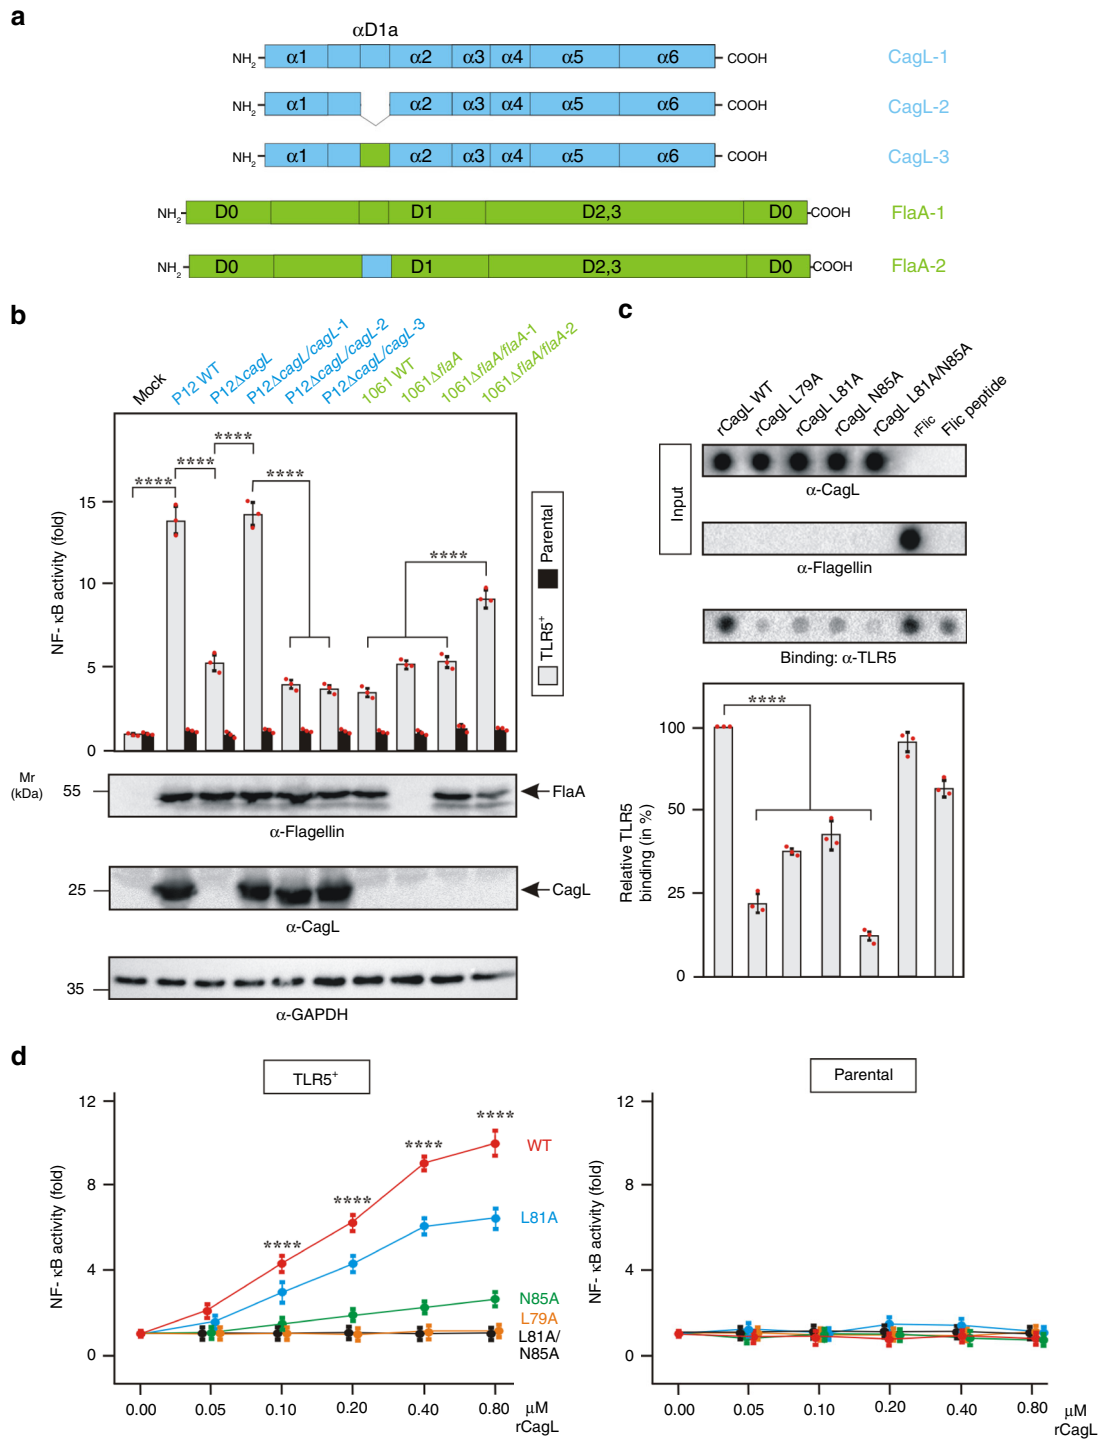 a
αD1a
NH2 α1 α2 α3 α4 α5 α6 COOH CagL-1
NH2 α1 α2 α3 α4 α5 α6 COOH CagL-2
NH2 α1 α2 α3 α4 α5 α6 COOH CagL-3
NH2 D0 D1 D2,3 D0 COOH FlaA-1
NH2 D0 D1 D2,3 D0 COOH FlaA-2
b
Mock
P12 WT
P12ΔcagL
P12ΔcagL/cagL-1
P12ΔcagL/cagL-2
P12ΔcagL/cagL-3
1061 WT
1061ΔflaA
1061ΔflaA/flaA-1
1061ΔflaA/flaA-2
NF- κB activity (fold)
15
10
5
0
**** **** **** **** ****
Parental
TLR5+
Mr
(kDa)
55
FlaA
α-Flagellin
25
CagL
α-CagL
35
α-GAPDH
c
rCagL WT
rCagL L79A
rCagL L81A
rCagL N85A
rCagL L81A/N85A
rFlic
Flic peptide
Input
α-CagL
α-Flagellin
Binding: α-TLR5
Relative TLR5
binding (in %)
100
50
25
0
****
d
TLR5+
NF- κB activity (fold)
12
8
4
0
**** **** **** ****
WT
L81A
N85A
L79A
L81A/
N85A
0.00 0.05 0.10 0.20 0.40 0.80 μM
rCagL
Parental
NF- κB activity (fold)
12
8
4
0
0.00 0.05 0.10 0.20 0.40 0.80 μM
rCagL